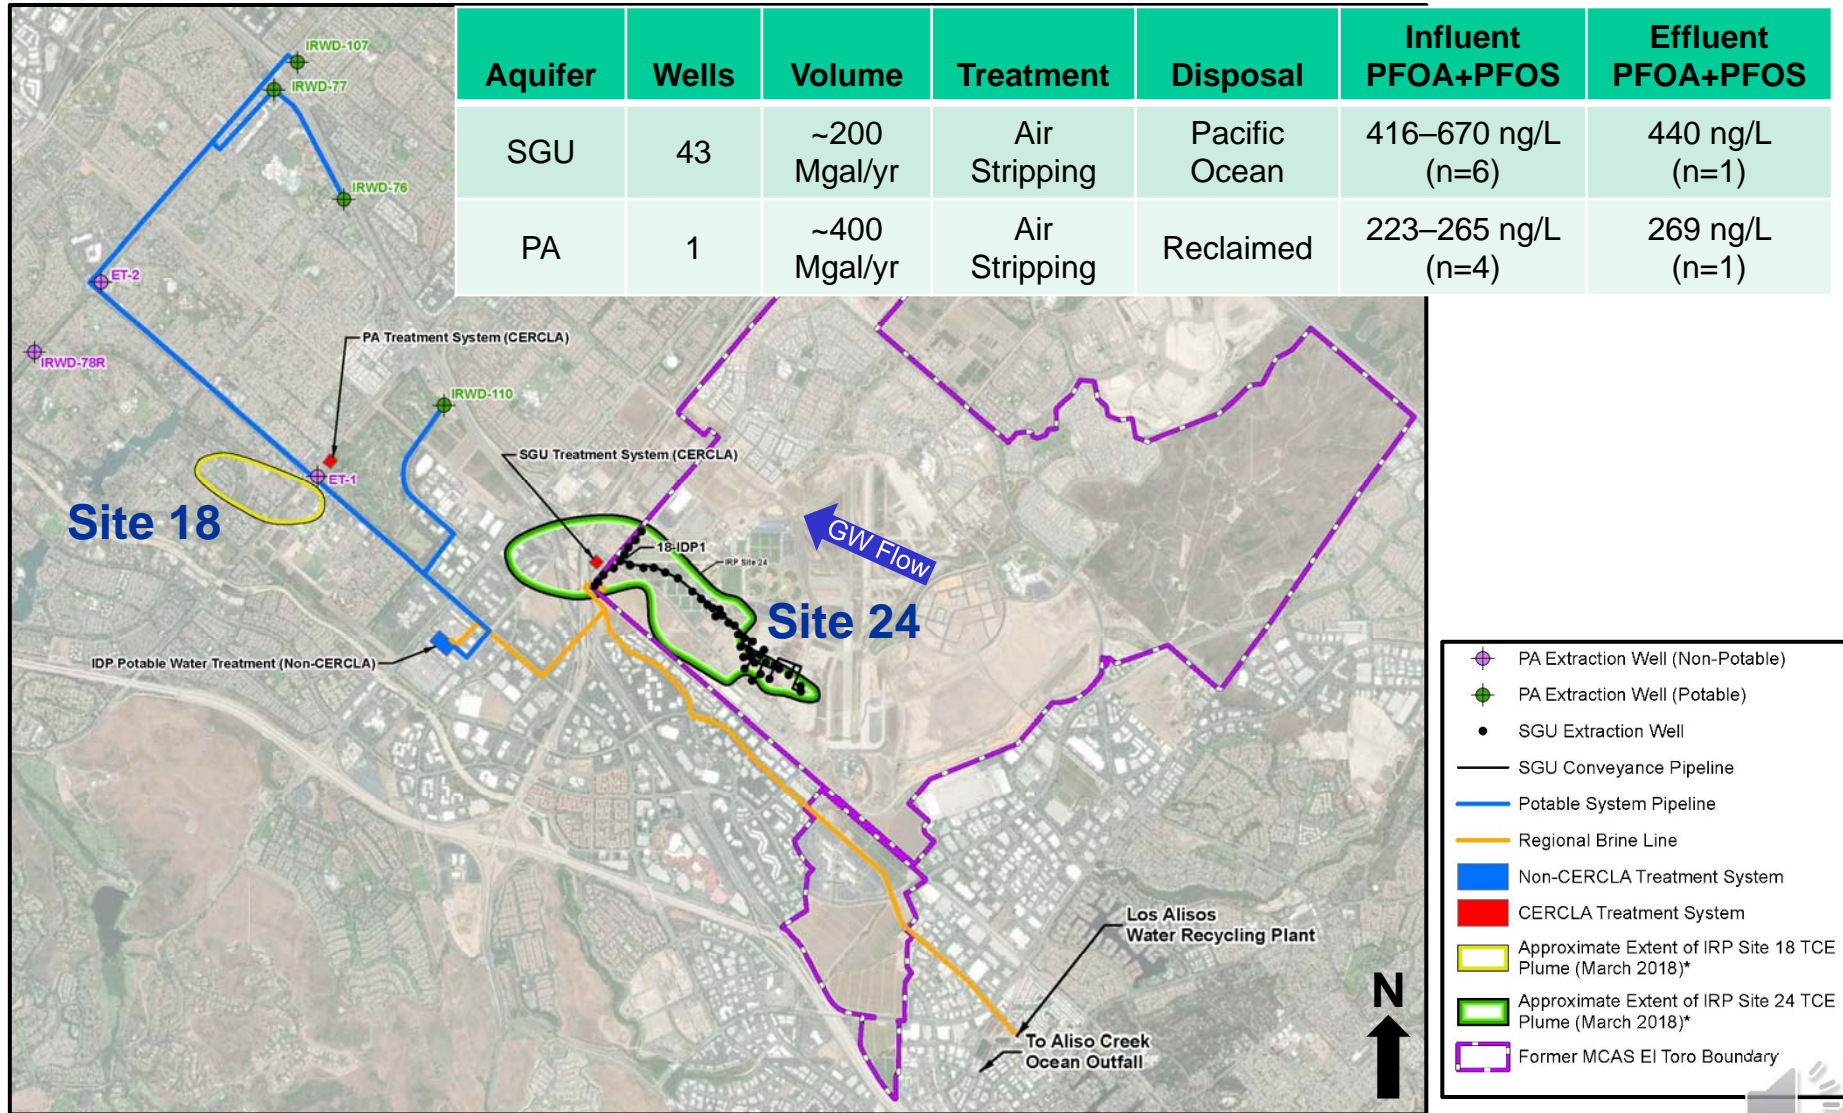 Aquifer
Wells
Volume
Treatment
Disposal
Influent
PFOA+PFOS
Effluent
PFOA+PFOS
SGU
43
~200
Mgal/yr
Air
Stripping
Pacific
Ocean
416–670 ng/L
(n=6)
440 ng/L
(n=1)
PA
1
~400
Mgal/yr
Air
Stripping
Reclaimed
223–265 ng/L
(n=4)
269 ng/L
(n=1)
IRWD-107
IRWD-77
IRWD-76
ET-2
PA Treatment System (CERCLA)
IRWD-78R
IRWD-110
SGU Treatment System (CERCLA)
ET-1
Site 18
18-IDP1
IRP Site 24
GW Flow
Site 24
IDP Potable Water Treatment (Non-CERCLA)
Los Alisos
Water Recycling Plant
To Aliso Creek
Ocean Outfall
N
PA Extraction Well (Non-Potable)
PA Extraction Well (Potable)
SGU Extraction Well
SGU Conveyance Pipeline
Potable System Pipeline
Regional Brine Line
Non-CERCLA Treatment System
CERCLA Treatment System
Approximate Extent of IRP Site 18 TCE
Plume (March 2018)*
Approximate Extent of IRP Site 24 TCE
Plume (March 2018)*
Former MCAS El Toro Boundary